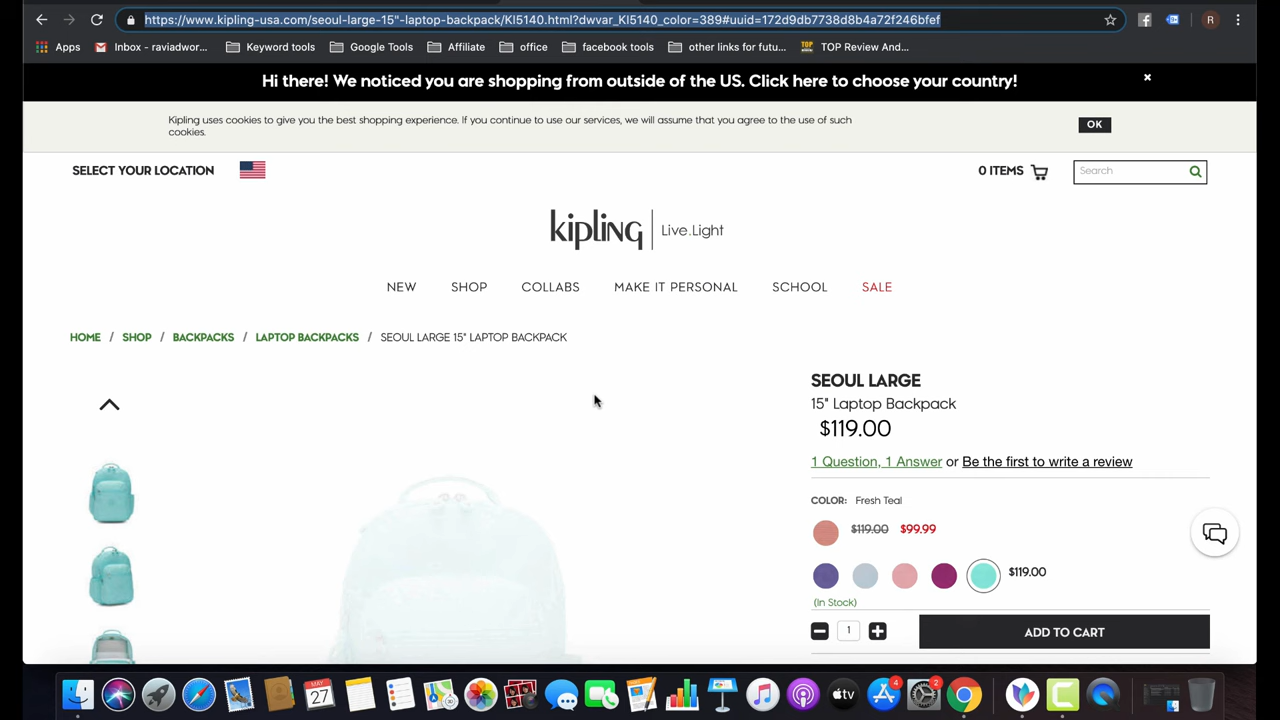 https://www.kipling-usa.com/seoul-large-15"-laptop-backpack/KI5140.html?dwvar_KI5140_color=389#uuid=172d9db7738d8b4a72f246bfef
R
Apps
Inbox - raviadwor...
Keyword tools
Google Tools
Affiliate
office
facebook tools
other links for futu...
TOP Review And...
Hi there! We noticed you are shopping from outside of the US. Click here to choose your country!
Kipling uses cookies to give you the best shopping experience. If you continue to use our services, we will assume that you agree to the use of such
cookies.
OK
SELECT YOUR LOCATION
0 ITEMS
Search
kipling | Live.Light
NEW
SHOP
COLLABS
MAKE IT PERSONAL
SCHOOL
SALE
HOME / SHOP / BACKPACKS / LAPTOP BACKPACKS / SEOUL LARGE 15" LAPTOP BACKPACK
SEOUL LARGE
15" Laptop Backpack
$119.00
1 Question, 1 Answer or Be the first to write a review
COLOR: Fresh Teal
$119.00 $99.99
$119.00
(In Stock)
1
ADD TO CART
MAY
27
tv
4
2